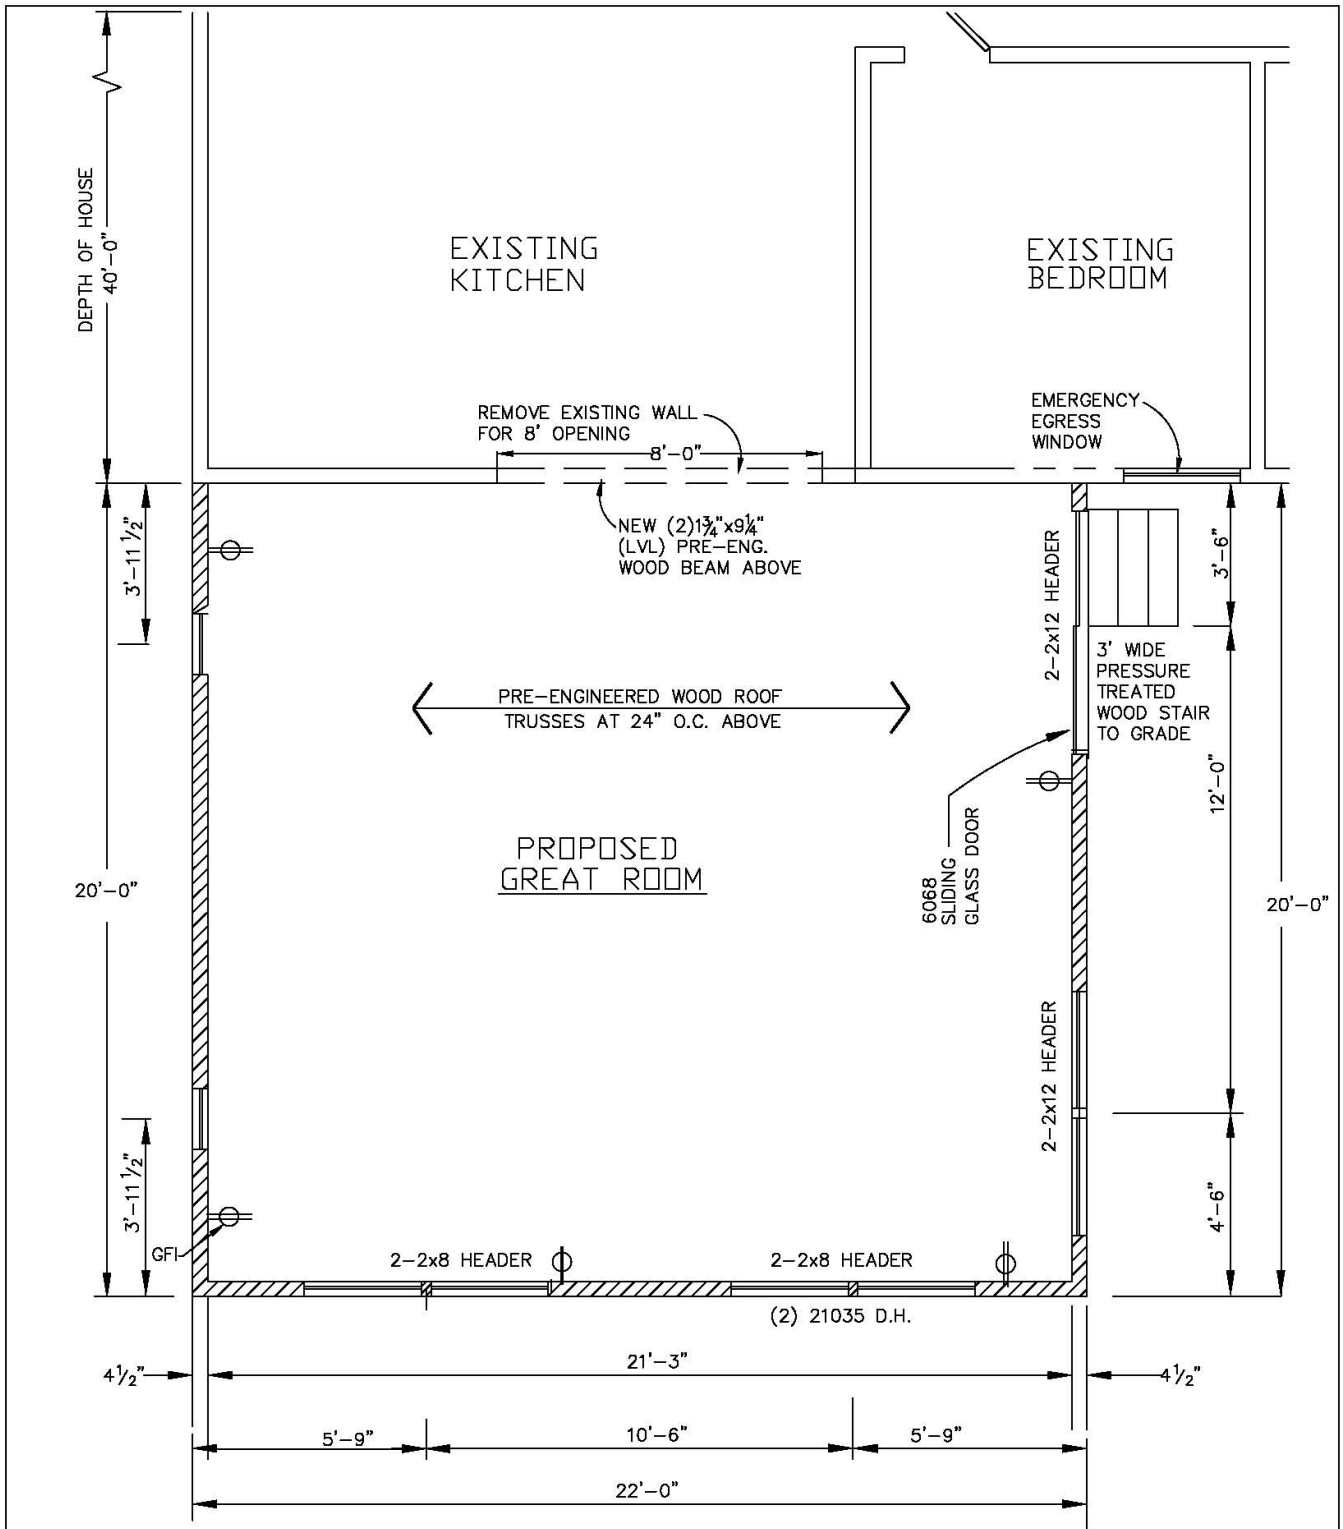 DEPTH OF HOUSE
40'-0"
EXISTING
KITCHEN
EXISTING
BEDROOM
REMOVE EXISTING WALL
FOR 8' OPENING
8'-0"
EMERGENCY
EGRESS
WINDOW
NEW (2)1¾"x9¼"
(LVL) PRE-ENG.
WOOD BEAM ABOVE
3'-11 1/2"
2-2x12 HEADER
3'-6"
3' WIDE
PRESSURE
TREATED
WOOD STAIR
TO GRADE
PRE-ENGINEERED WOOD ROOF
TRUSSES AT 24" O.C. ABOVE
12'-0"
PROPOSED
GREAT ROOM
6068
SLIDING
GLASS DOOR
20'-0"
20'-0"
2-2x12 HEADER
3'-11 1/2"
4'-6"
GFI
2-2x8 HEADER
2-2x8 HEADER
(2) 21035 D.H.
4½"
21'-3"
4½"
5'-9"
10'-6"
5'-9"
22'-0"